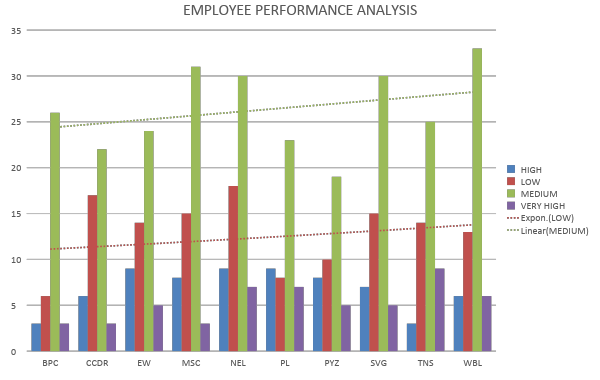 EMPLOYEE PERFORMANCE ANALYSIS
35
30
25
20
15
10
5
0
BPC CCDR EW MSC NEL PL PYZ SVG TNS WBL
HIGH
LOW
MEDIUM
VERY HIGH
Expon.(LOW)
Linear(MEDIUM)